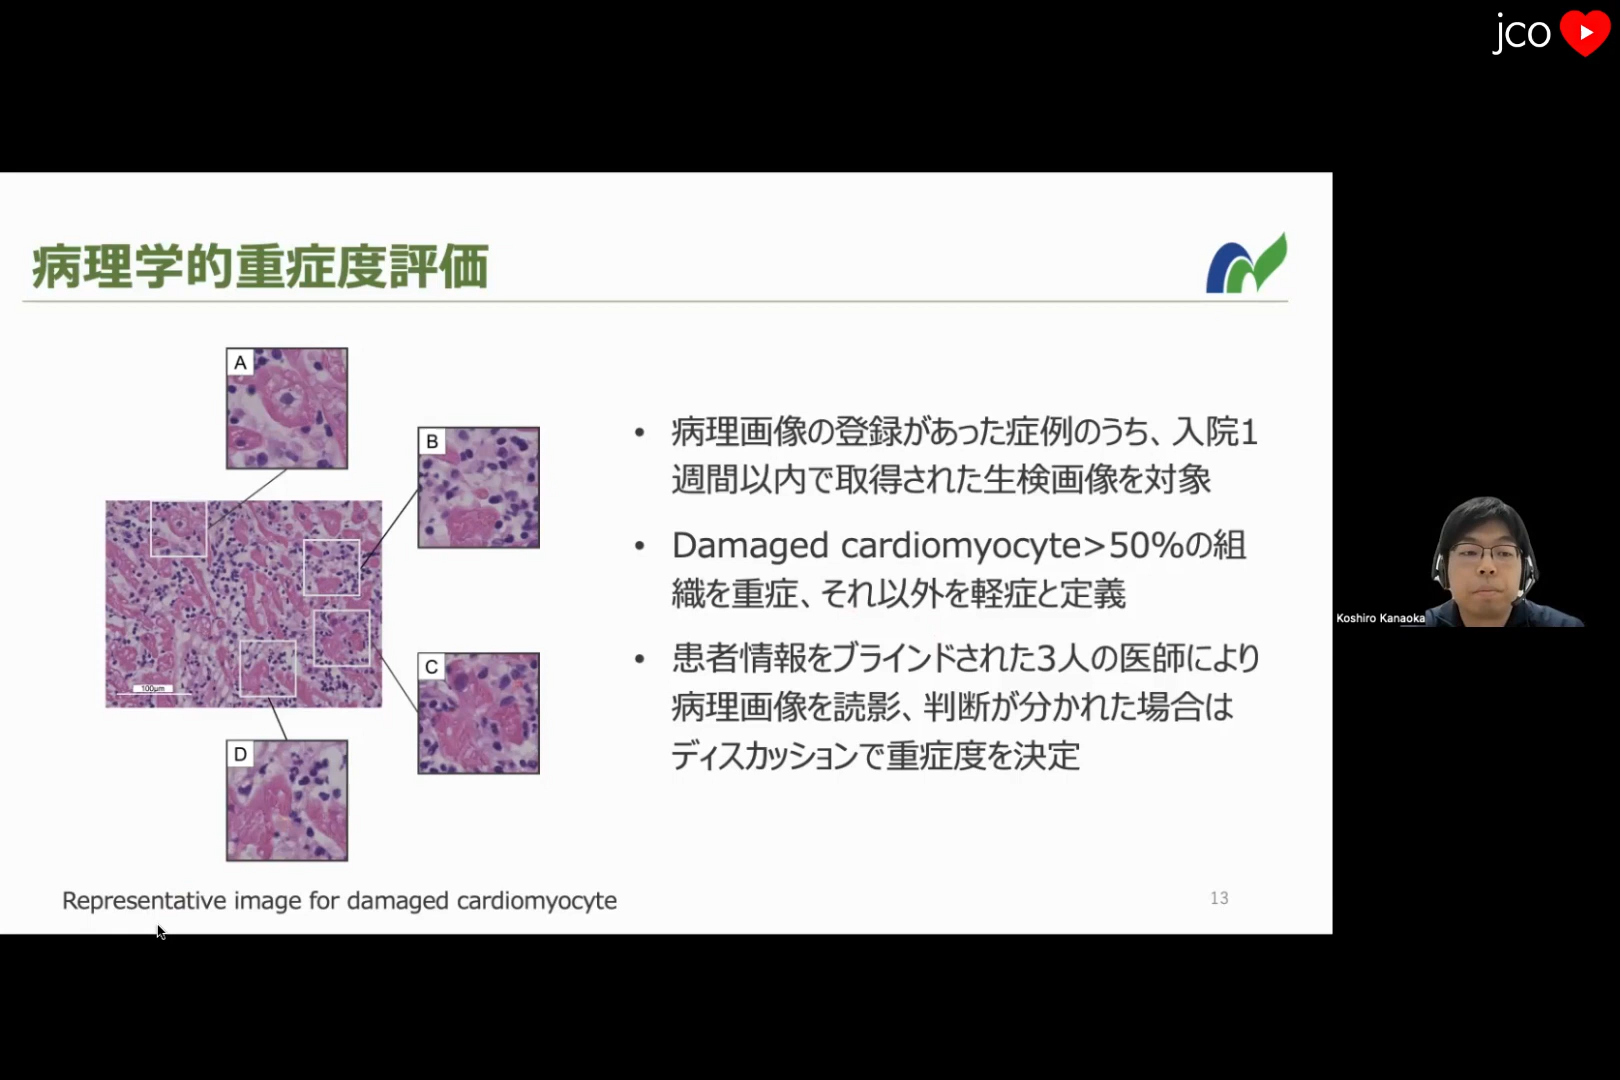 jco
病理学的重症度評価
A
B
C
D
100μm
• 病理画像の登録があった症例のうち、入院1
週間以内で取得された生検画像を対象
• Damaged cardiomyocyte>50%の組
織を重症、それ以外を軽症と定義
• 患者情報をブラインドされた3人の医師により
病理画像を読影、判断が分かれた場合は
ディスカッションで重症度を決定
Representative image for damaged cardiomyocyte
13
Koshiro Kanaoka